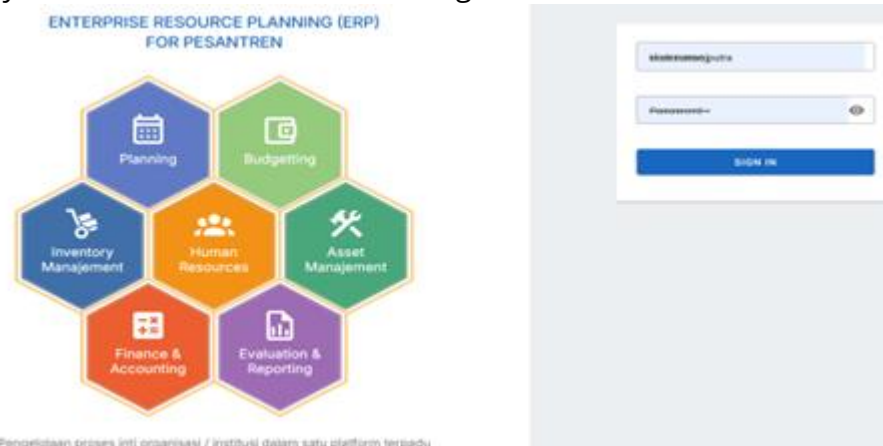 ENTERPRISE RESOURCE PLANNING (ERP)
FOR PESANTREN
Planning
Budgetting
Inventory
Manajement
Human
Resources
Asset
Manajement
Finance &
Accounting
Evaluation &
Reporting
Pengelolaan proses inti organisasi / institusi dalam satu platform terpadu
SIGN IN